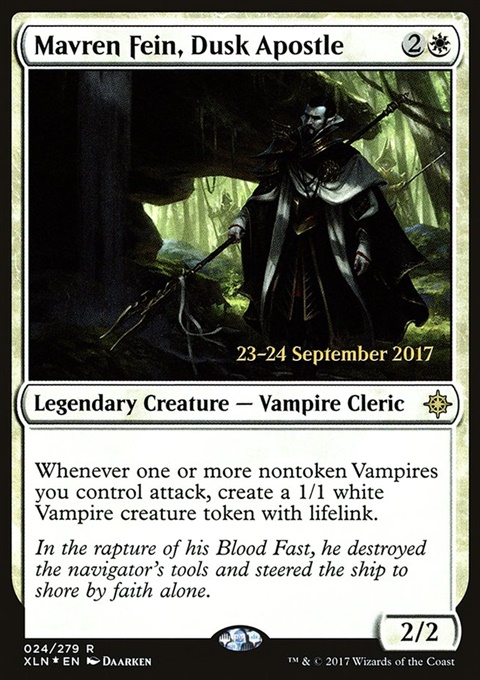 Mavren Fein, Dusk Apostle 2
23–24 September 2017
Legendary Creature — Vampire Cleric
Whenever one or more nontoken Vampires
you control attack, create a 1/1 white
Vampire creature token with lifelink.
In the rapture of his Blood Fast, he destroyed
the navigator's tools and steered the ship to
shore by faith alone.
2/2
024/279 R
XLN ★ EN Daarken
™ & © 2017 Wizards of the Coast